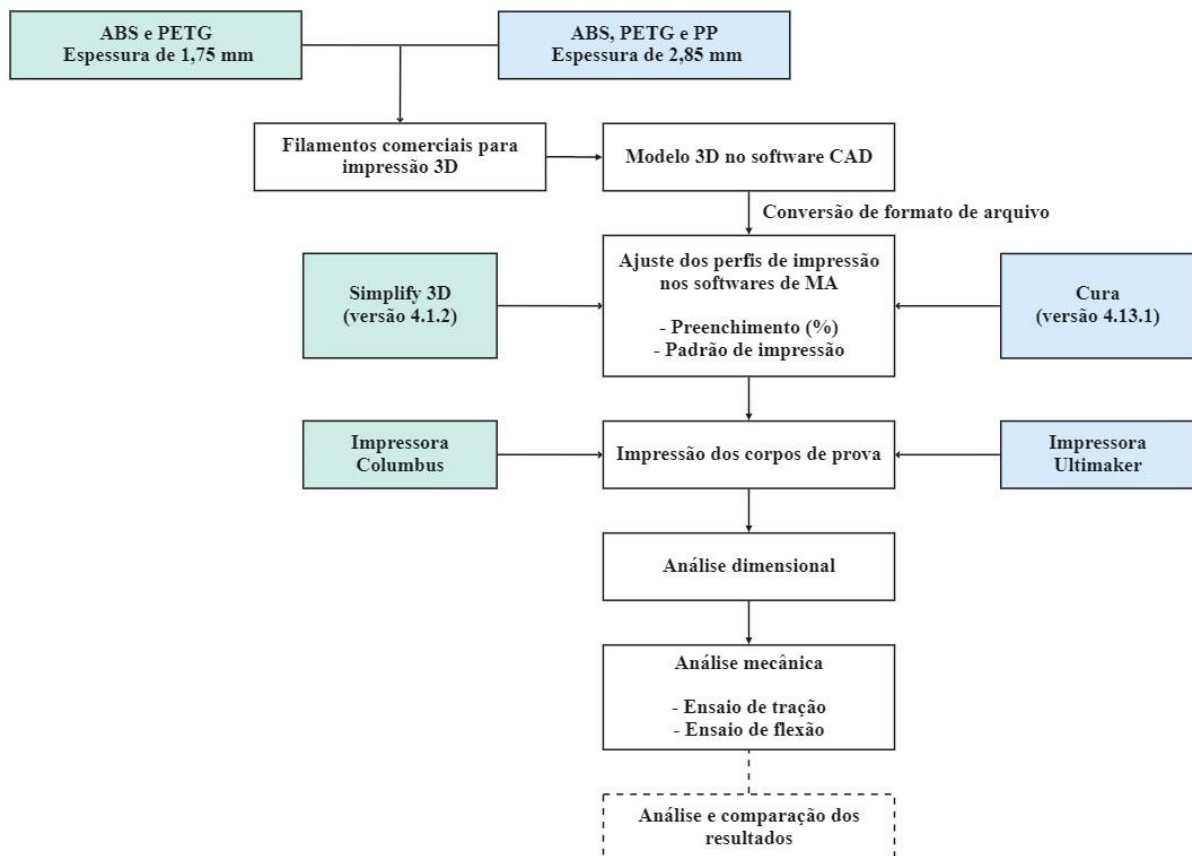 ABS e PETG
Espessura de 1,75 mm
ABS, PETG e PP
Espessura de 2,85 mm
Filamentos comerciais para
impressão 3D
Modelo 3D no software CAD
Conversão de formato de arquivo
Ajuste dos perfis de impressão
nos softwares de MA
- Preenchimento (%)
- Padrão de impressão
Simplify 3D
(versão 4.1.2)
Cura
(versão 4.13.1)
Impressora
Columbus
Impressão dos corpos de prova
Impressora
Ultimaker
Análise dimensional
Análise mecânica
- Ensaio de tração
- Ensaio de flexão
Análise e comparação dos
resultados